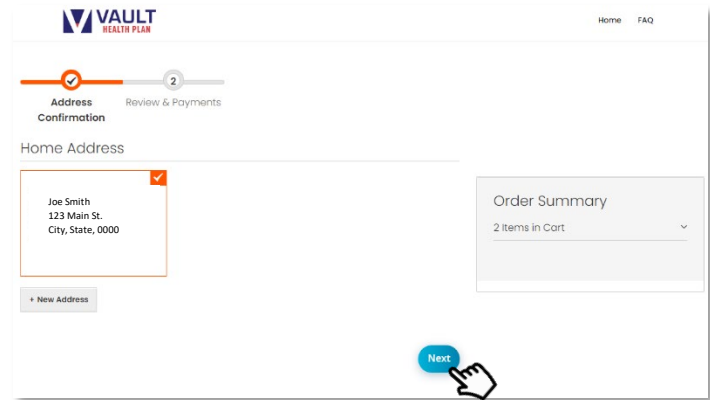 VAULT
HEALTH PLAN
Home FAQ
2
Address
Confirmation
Review & Payments
Home Address
Joe Smith
123 Main St.
City, State, 0000
+ New Address
Order Summary
2 Items in Cart
Next